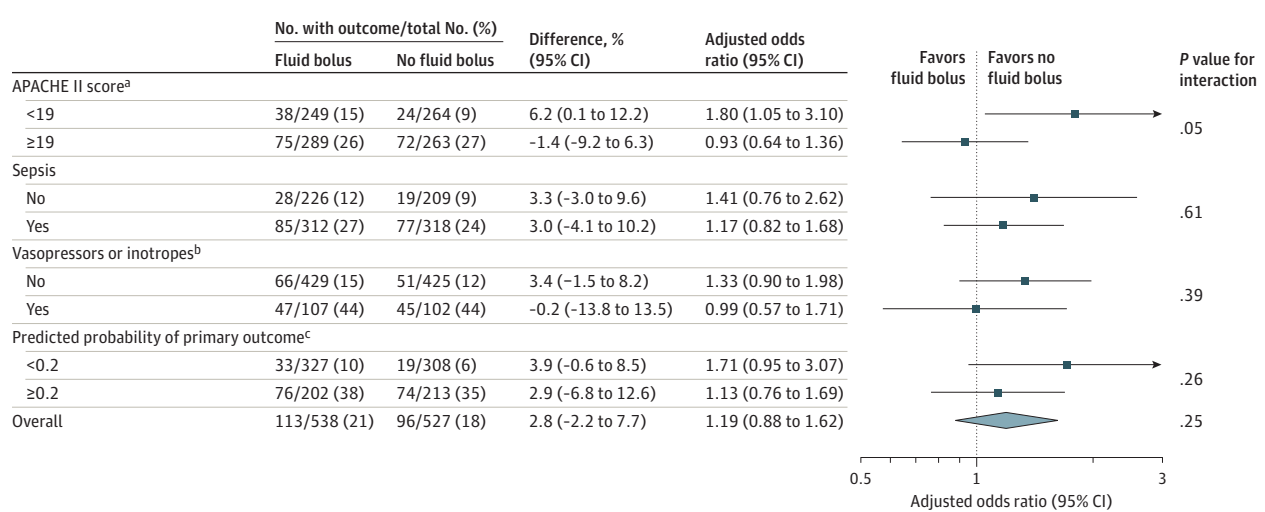 No. with outcome/total No. (%)
Fluid bolus No fluid bolus Difference, % (95% CI) Adjusted odds ratio (95% CI) Favors fluid bolus Favors no fluid bolus P value for interaction
APACHE II scoreᵃ
<19 38/249 (15) 24/264 (9) 6.2 (0.1 to 12.2) 1.80 (1.05 to 3.10)
.05
≥19 75/289 (26) 72/263 (27) -1.4 (-9.2 to 6.3) 0.93 (0.64 to 1.36)
Sepsis
No 28/226 (12) 19/209 (9) 3.3 (-3.0 to 9.6) 1.41 (0.76 to 2.62)
.61
Yes 85/312 (27) 77/318 (24) 3.0 (-4.1 to 10.2) 1.17 (0.82 to 1.68)
Vasopressors or inotropesᵇ
No 66/429 (15) 51/425 (12) 3.4 (−1.5 to 8.2) 1.33 (0.90 to 1.98)
.39
Yes 47/107 (44) 45/102 (44) -0.2 (-13.8 to 13.5) 0.99 (0.57 to 1.71)
Predicted probability of primary outcomeᶜ
<0.2 33/327 (10) 19/308 (6) 3.9 (-0.6 to 8.5) 1.71 (0.95 to 3.07)
.26
≥0.2 76/202 (38) 74/213 (35) 2.9 (-6.8 to 12.6) 1.13 (0.76 to 1.69)
Overall 113/538 (21) 96/527 (18) 2.8 (-2.2 to 7.7) 1.19 (0.88 to 1.62) .25
0.5 1 3
Adjusted odds ratio (95% CI)